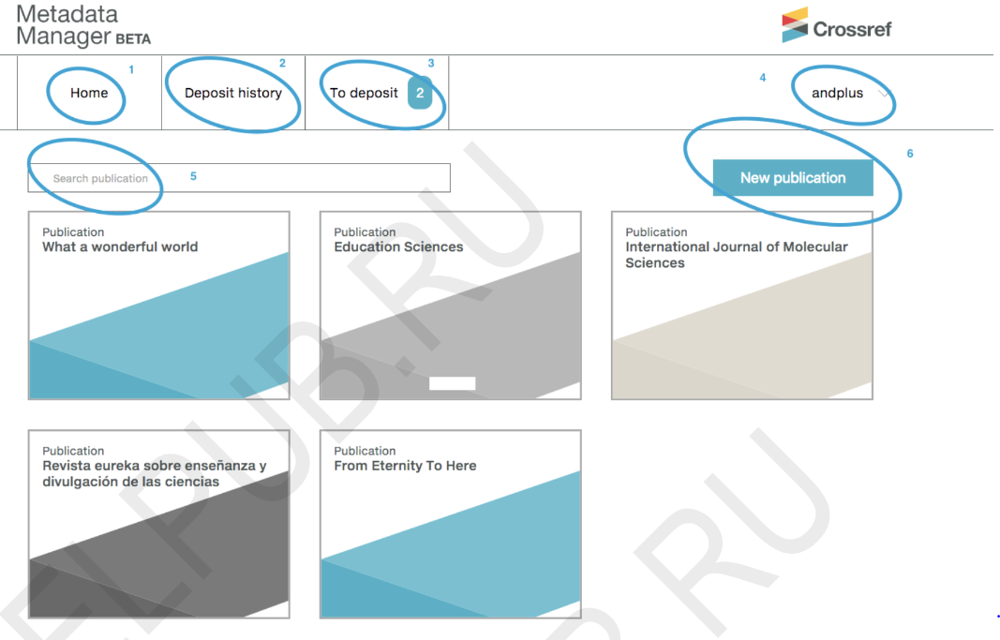 Metadata
Manager BETA
Crossref
1
2
3
4
Home
Deposit history
To deposit 2
andplus
6
Search publication
5
New publication
Publication
What a wonderful world
Publication
Education Sciences
Publication
International Journal of Molecular
Sciences
Publication
Revista eureka sobre enseñanza y
divulgación de las ciencias
Publication
From Eternity To Here
ELPUB.RU
RU
.